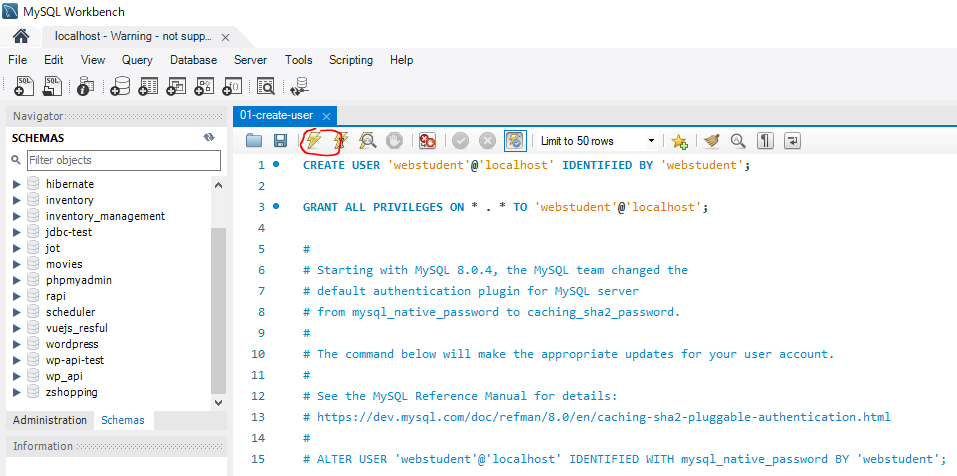 MySQL Workbench
localhost - Warning - not supp...
File Edit View Query Database Server Tools Scripting Help
Navigator
SCHEMAS
Filter objects
hibernate
inventory
inventory_management
jdbc-test
jot
movies
phpmyadmin
rapi
scheduler
vuejs_resful
wordpress
wp-api-test
wp_api
zshopping
Administration Schemas
Information
01-create-user
Limit to 50 rows
1 CREATE USER 'webstudent'@'localhost' IDENTIFIED BY 'webstudent';
2
3 GRANT ALL PRIVILEGES ON * . * TO 'webstudent'@'localhost';
4
5 #
6 # Starting with MySQL 8.0.4, the MySQL team changed the
7 # default authentication plugin for MySQL server
8 # from mysql_native_password to caching_sha2_password.
9 #
10 # The command below will make the appropriate updates for your user account.
11 #
12 # See the MySQL Reference Manual for details:
13 # https://dev.mysql.com/doc/refman/8.0/en/caching-sha2-pluggable-authentication.html
14 #
15 # ALTER USER 'webstudent'@'localhost' IDENTIFIED WITH mysql_native_password BY 'webstudent';